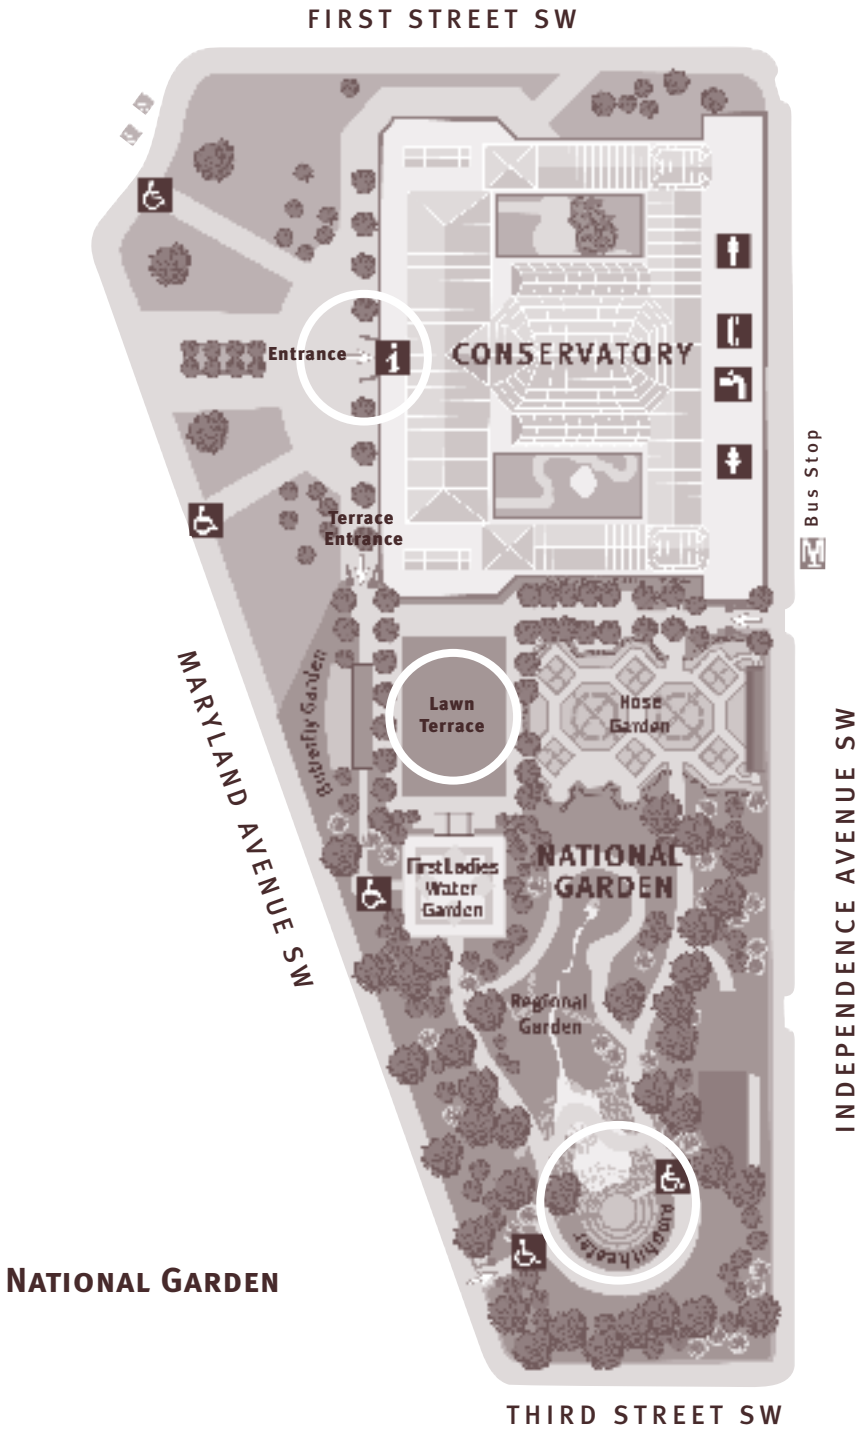 FIRST STREET SW
Entrance
i
CONSERVATORY
Bus Stop
M
Terrace
Entrance
MARYLAND AVENUE SW
Butterfly Garden
Lawn
Terrace
Garden
INDEPENDENCE AVENUE SW
First Ladies
Water
Garden
NATIONAL
GARDEN
Regional
Garden
Amphitheater
NATIONAL GARDEN
THIRD STREET SW